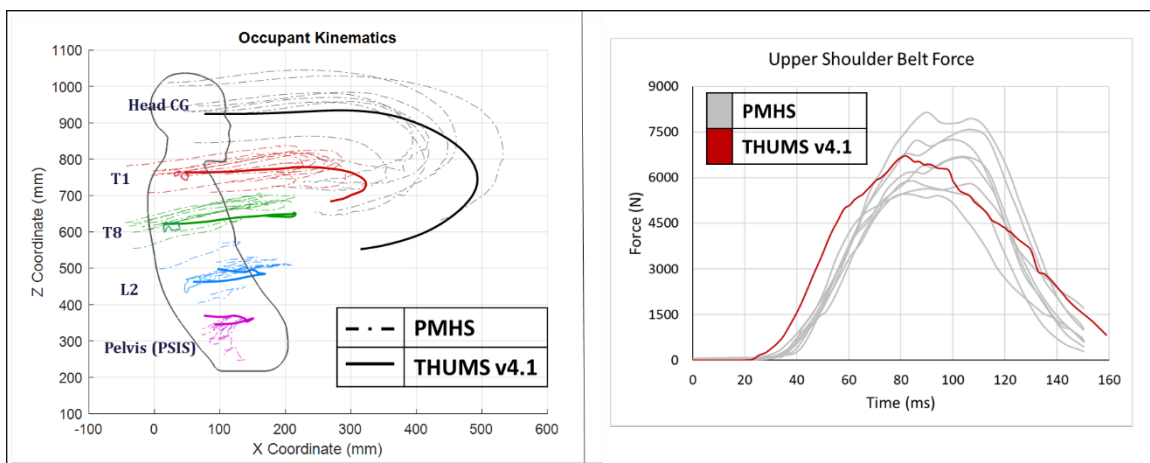 Occupant Kinematics
1100
1000
900
800
700
600
500
400
300
200
100
-100
0
100
200
300
400
500
600
Z Coordinate (mm)
X Coordinate (mm)
Head CG
T1
T8
L2
Pelvis (PSIS)
PMHS
THUMS v4.1
Upper Shoulder Belt Force
9000
7500
6000
4500
3000
1500
0
0
20
40
60
80
100
120
140
160
Force (N)
Time (ms)
PMHS
THUMS v4.1